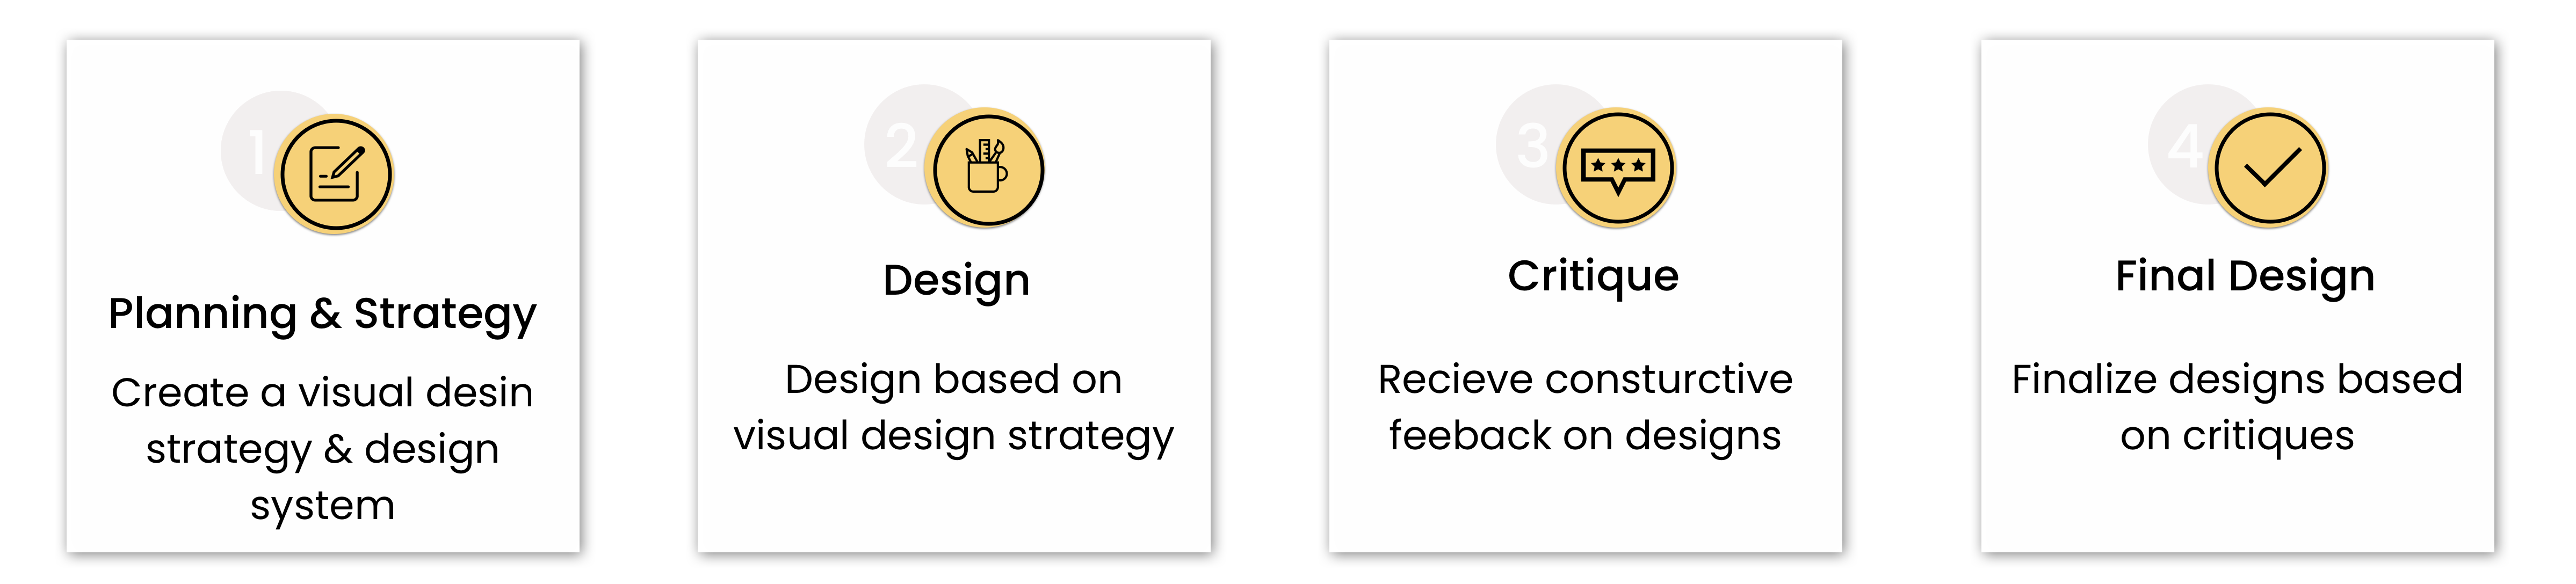 1
Planning & Strategy
Create a visual desin
strategy & design
system
2
Design
Design based on
visual design strategy
3
Critique
Recieve consturctive
feeback on designs
4
Final Design
Finalize designs based
on critiques